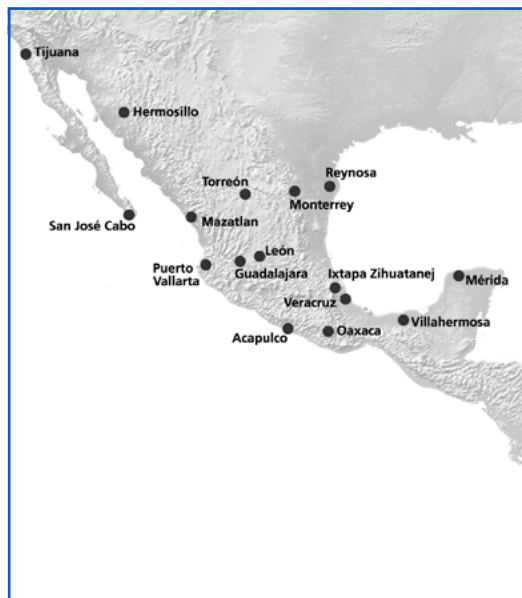 Tijuana
Hermosillo
Reynosa
Torreón
Monterrey
San José Cabo
Mazatlan
León
Puerto
Vallarta
Guadalajara
Ixtapa Zihuatanej
Mérida
Veracruz
Villahermosa
Acapulco
Oaxaca